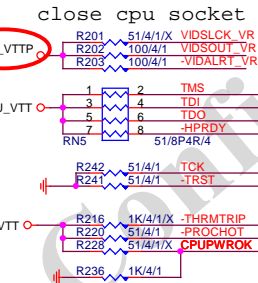 close cpu socket
R201 51/4/1/X VIDSLCK_VR
_VTTP R202 100/4/1 VIDSOUT_VR
R203 100/4/1 -VIDALRT_VR
1 2 TMS
U_VTT 3 4 TDI
5 6 TDO
7 8 -HPRDY
RN5 51/8P4R/4
R242 51/4/1 TCK
R241 51/4/1 -TRST
VTT R216 1K/4/1/X -THRMTRIP
R220 51/4/1 -PROCHOT
R228 51/4/1/X CPUPWROK
R236 1K/4/1
Confi